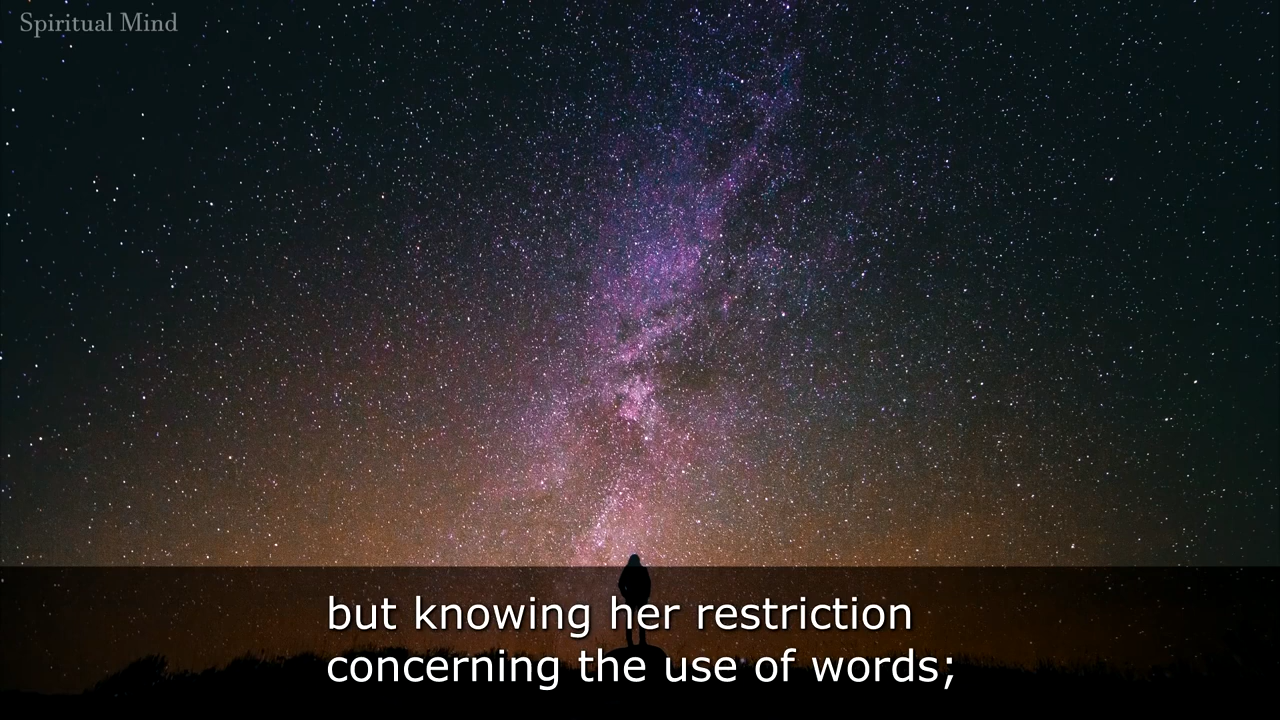 Spiritual Mind
but knowing her restriction
concerning the use of words;